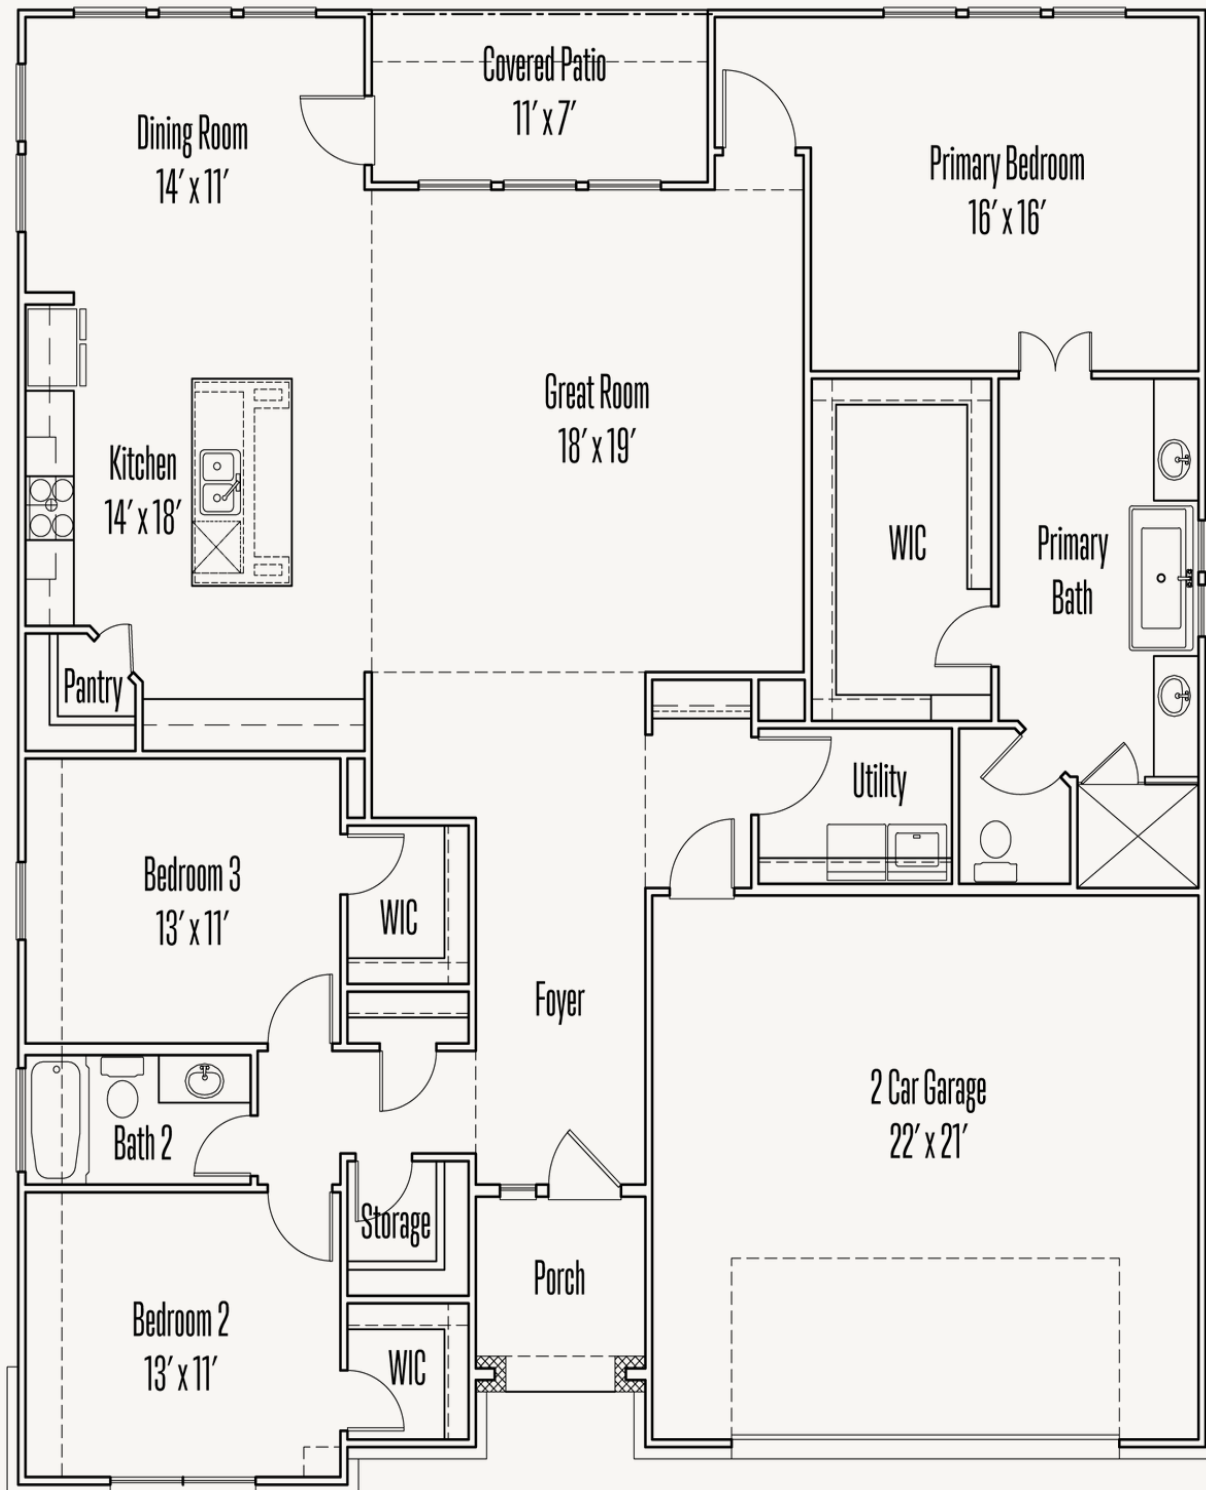 Covered Patio
11′ x 7′
Dining Room
14′ x 11′
Primary Bedroom
16′ x 16′
Great Room
18′ x 19′
Kitchen
14′ x 18′
WIC
Primary
Bath
Pantry
Utility
Bedroom 3
13′ x 11′
WIC
Foyer
2 Car Garage
22′ x 21′
Bath 2
Storage
Porch
Bedroom 2
13′ x 11′
WIC